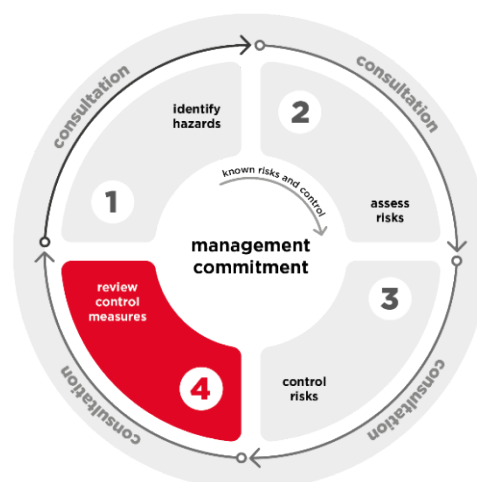 consultation
consultation
identify
hazards
1
2
assess
risks
known risks and control
management
commitment
review
control
measures
4
3
control
risks
consultation
consultation